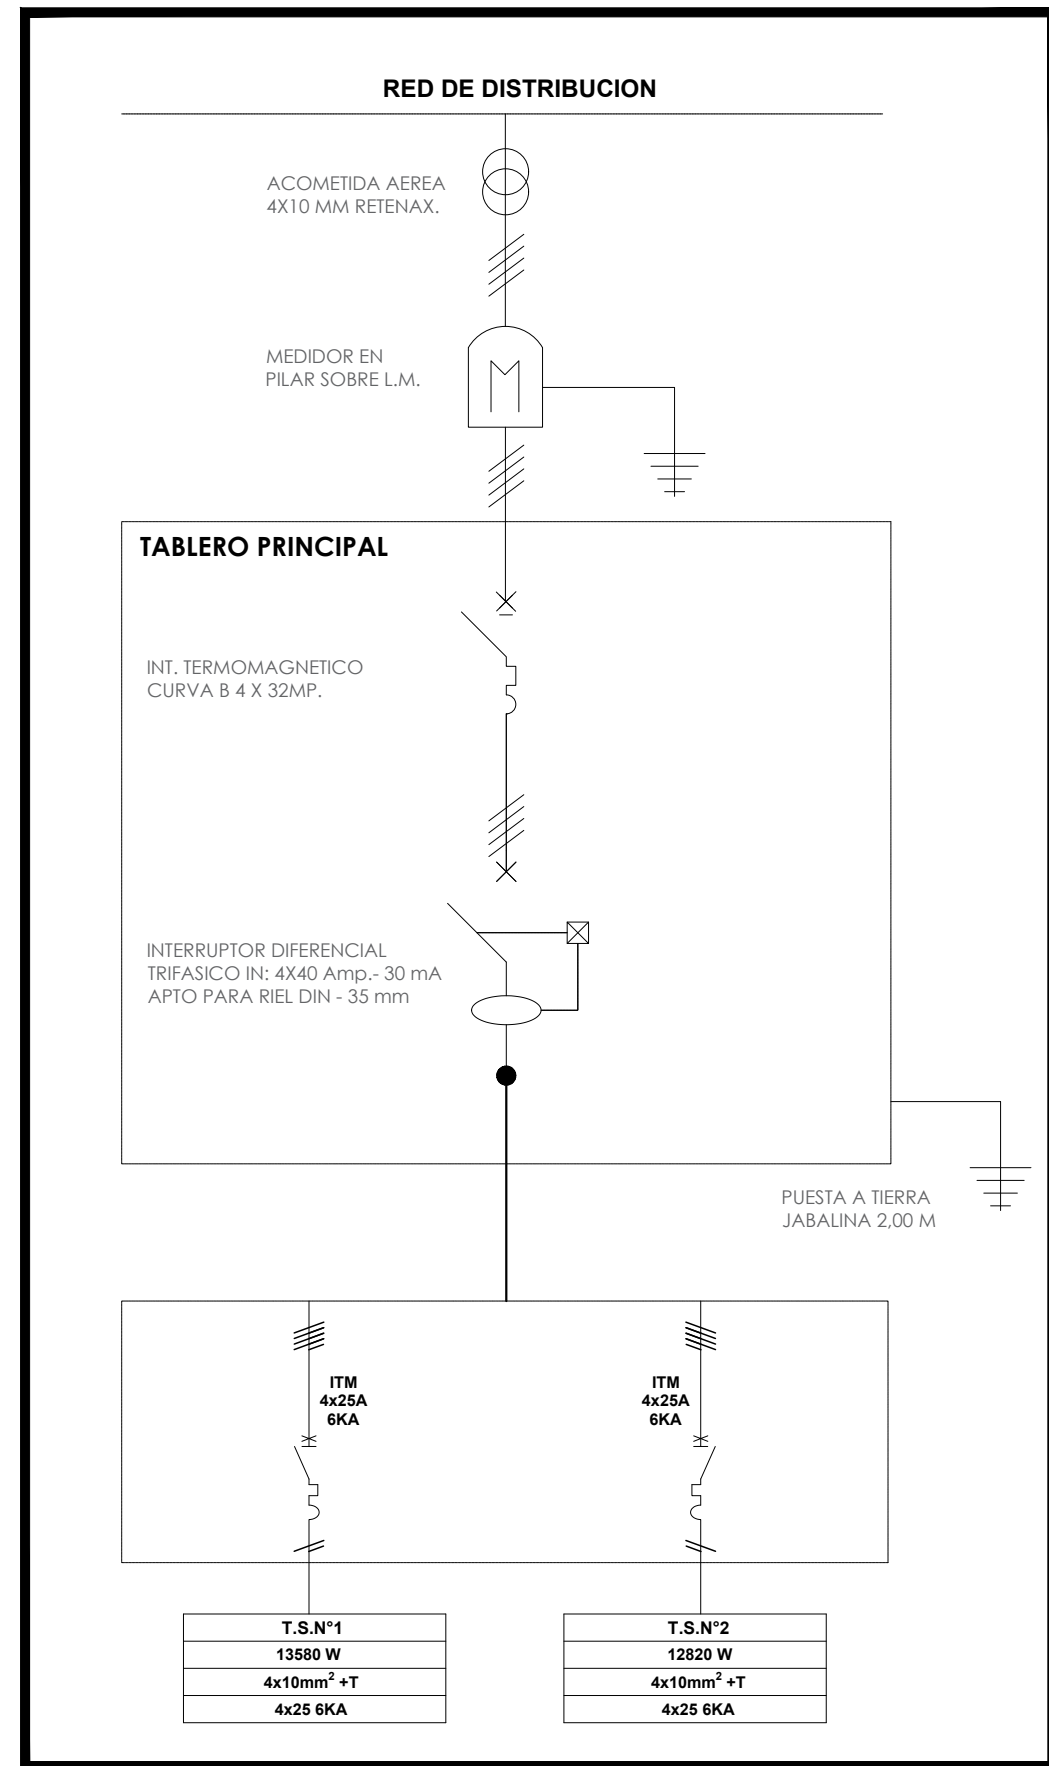 RED DE DISTRIBUCION
ACOMETIDA AEREA
4X10 MM RETENAX.
MEDIDOR EN
PILAR SOBRE L.M.
M
TABLERO PRINCIPAL
INT. TERMOMAGNETICO
CURVA B 4 X 32MP.
INTERRUPTOR DIFERENCIAL
TRIFASICO IN: 4X40 Amp.- 30 mA
APTO PARA RIEL DIN - 35 mm
PUESTA A TIERRA
JABALINA 2,00 M
ITM
4x25A
6KA
ITM
4x25A
6KA
T.S.N°1
13580 W
4x10mm² +T
4x25 6KA
T.S.N°2
12820 W
4x10mm² +T
4x25 6KA